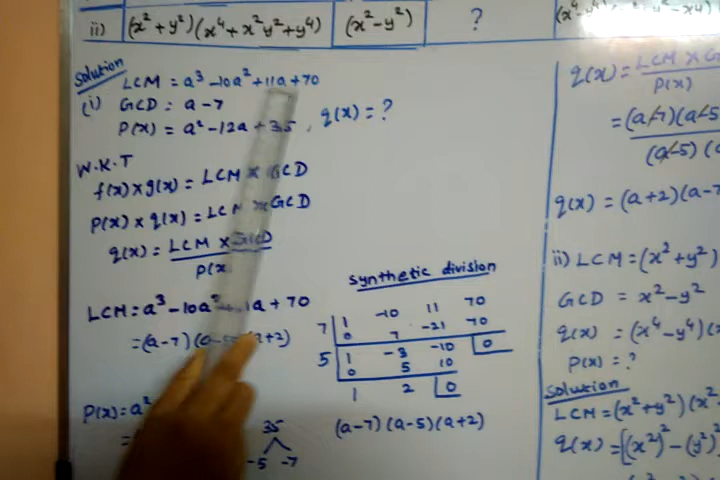 ii) (x² + y²)(x⁴ + x²y² + y⁴) (x² - y²) ?
Solution
LCM = a³ - 10a² + 11a + 70
(i) GCD = a - 7
P(x) = a² - 12a + 35, q(x) = ?
W.K.T
f(x) × g(x) = LCM × GCD
P(x) × q(x) = LCM × GCD
q(x) = LCM × GCD
P(x
LCM = a³ - 10a² 1a + 70
= (a-7) (a-5) (a+2)
P(x) = a²
=
35
-5 -7
synthetic division
7 | 1 -10 11 70
0 7 -21 -70
5 | 1 -3 -10 | 0
0 5 10
1 2 | 0
(a-7) (a-5) (a+2)
q(x) = LCM × G
P(x)
= (a-7)(a-5
(a-5) (
q(x) = (a+2)(a-7
ii) LCM = (x² + y²)
GCD = x² - y²
q(x) = (x⁴ - y⁴)(x
P(x) = ?
Solution
LCM = (x² + y²)(x²
q(x) = [(x²)² - (y²)